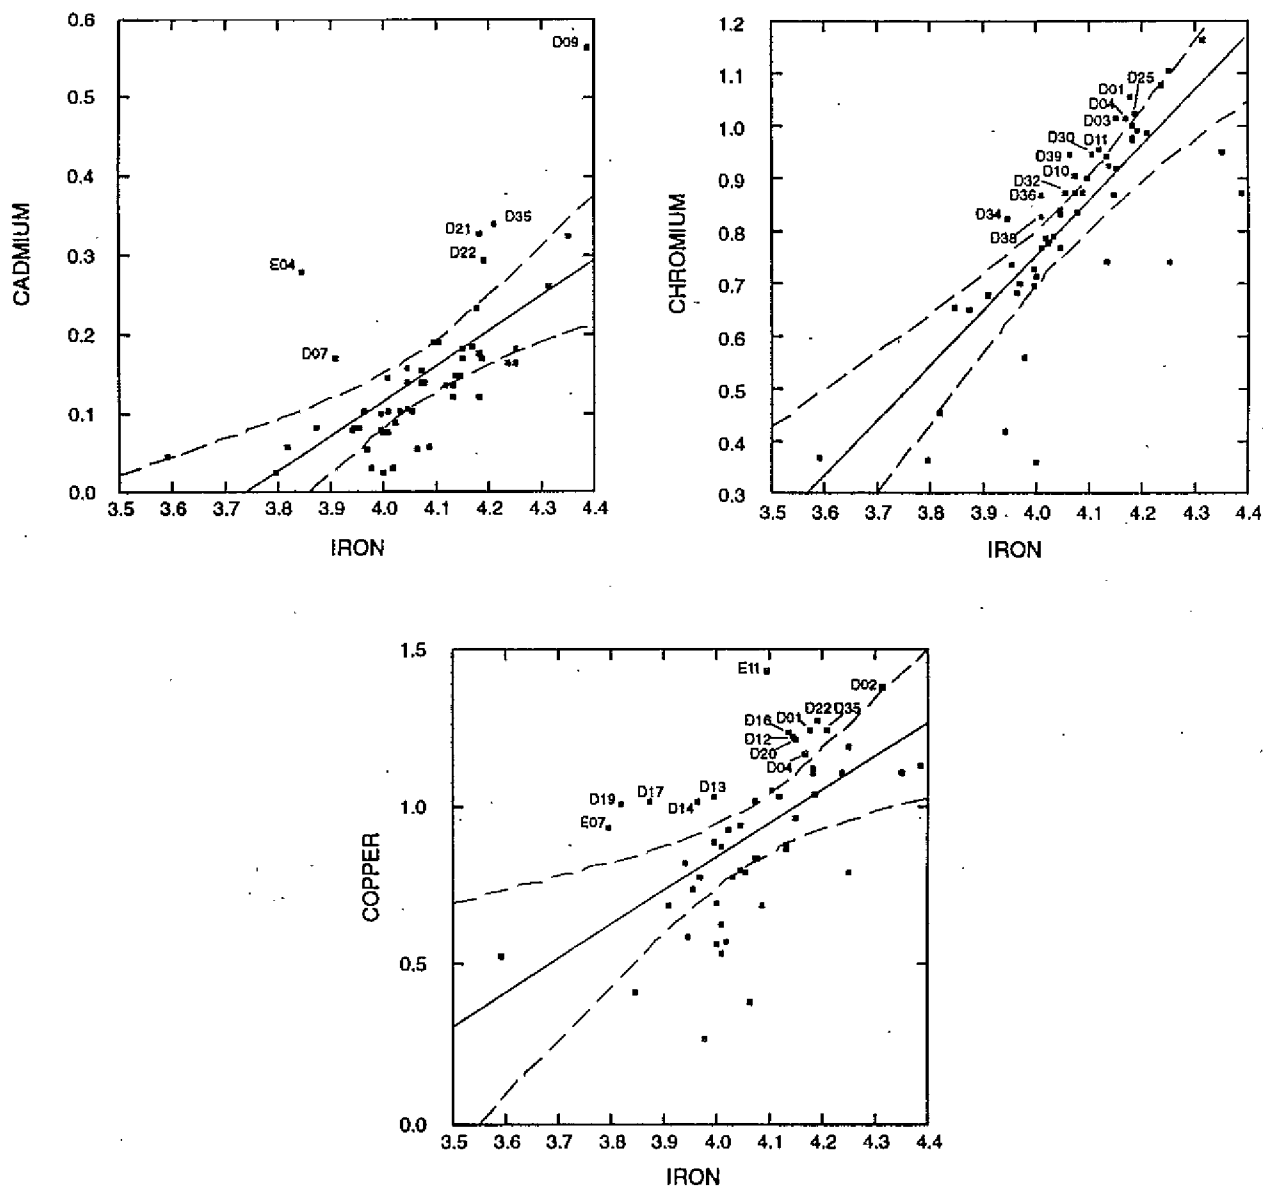 0.6
D09
0.5
0.4
D35
D21
0.3
D22
E04
0.2
D07
0.1
0.0
3.5 3.6 3.7 3.8 3.9 4.0 4.1 4.2 4.3 4.4
CADMIUM
IRON
1.2
D25
1.1
D01
D04
D03
1.0
D30 D11
D39
D10
0.9
D32
D36
D34
0.8
D38
0.7
0.6
0.5
0.4
0.3
3.5 3.6 3.7 3.8 3.9 4.0 4.1 4.2 4.3 4.4
CHROMIUM
IRON
1.5
E11
D02
D22 D35
D16 D01
D12
D20
D04
D13
D17
D19
D14
1.0
E07
0.5
0.0
3.5 3.6 3.7 3.8 3.9 4.0 4.1 4.2 4.3 4.4
COPPER
IRON